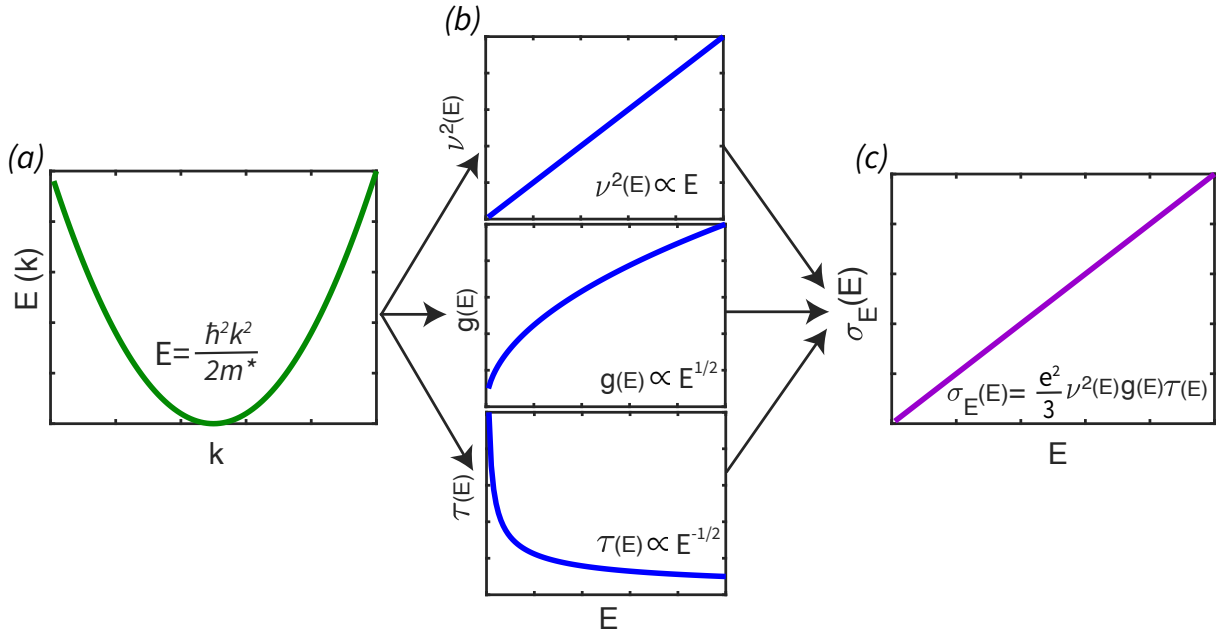 (a)
E (k)
E=ħ²k²/2m*
k
(b)
ν²(E)
ν²(E)∝ E
g(E)
g(E) ∝ E^1/2
τ(E)
τ(E) ∝ E^-1/2
E
(c)
σ_E(E)
σ_E(E)= e²/3 ν²(E)g(E)τ(E)
E